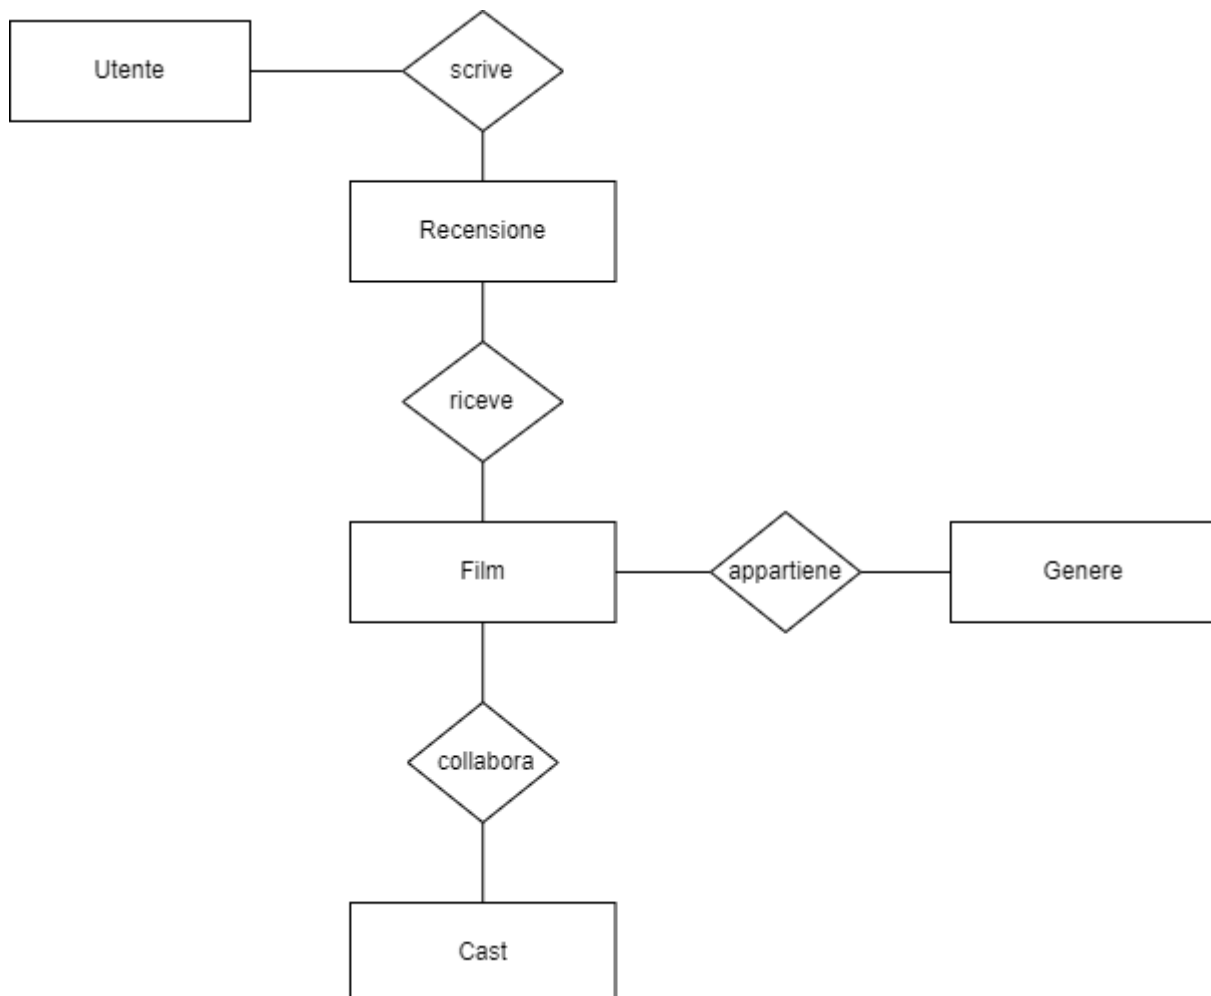 Utente
scrive
Recensione
riceve
Film
appartiene
Genere
collabora
Cast